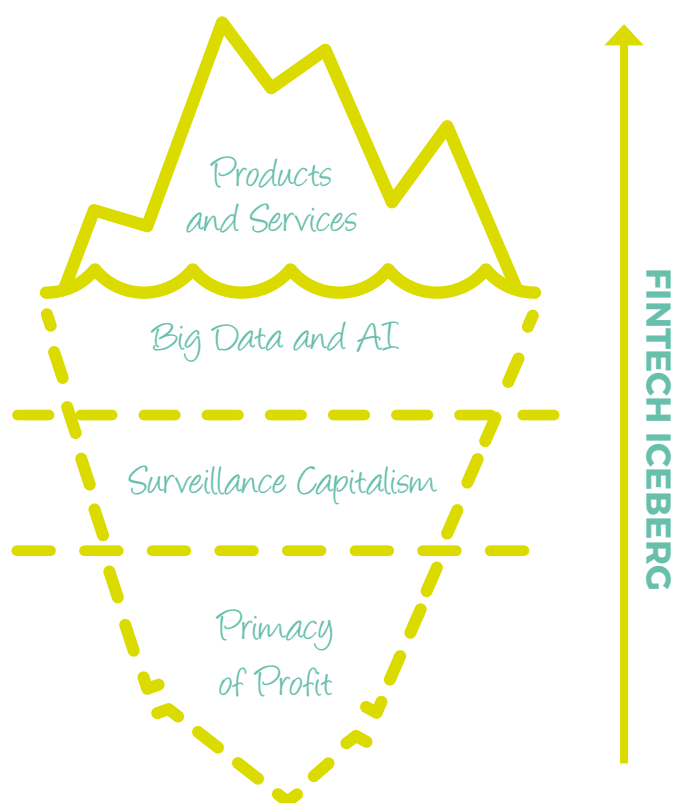 Products
and Services
Big Data and AI
Surveillance Capitalism
Primacy
of Profit
FINTECH ICEBERG